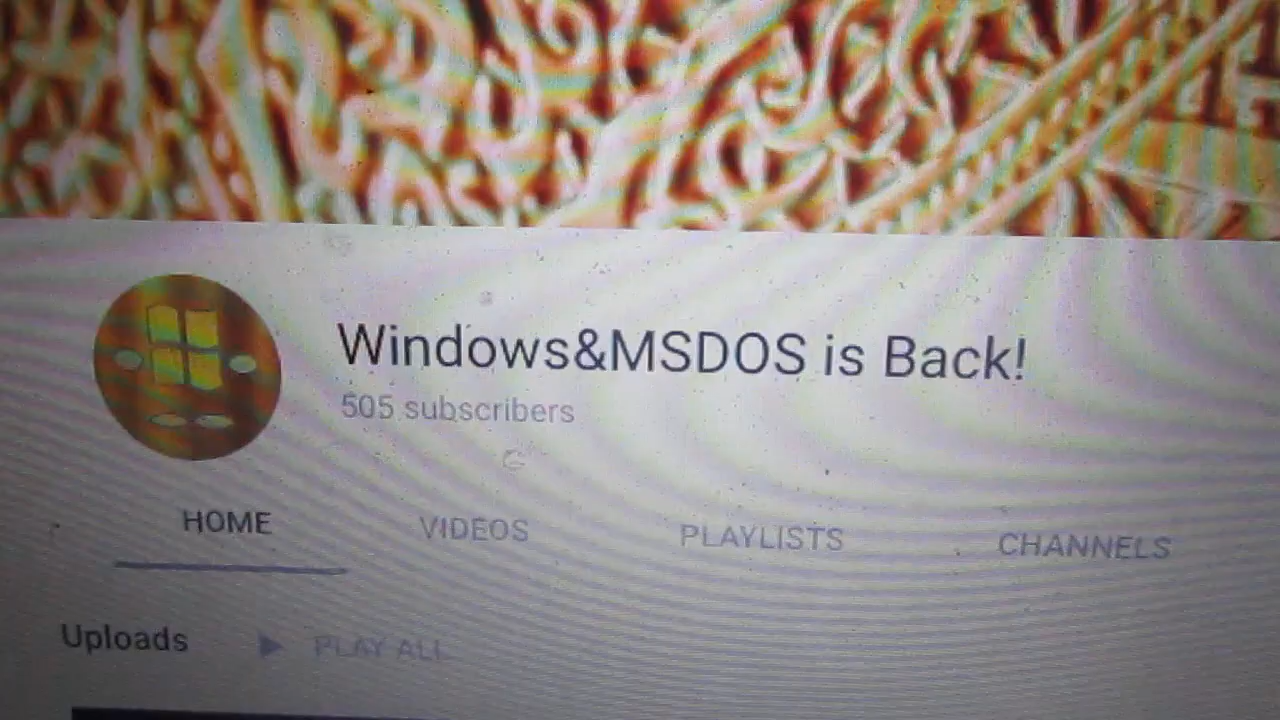 Windows&MSDOS is Back!
505 subscribers
HOME VIDEOS PLAYLISTS CHANNELS
Uploads PLAY ALL